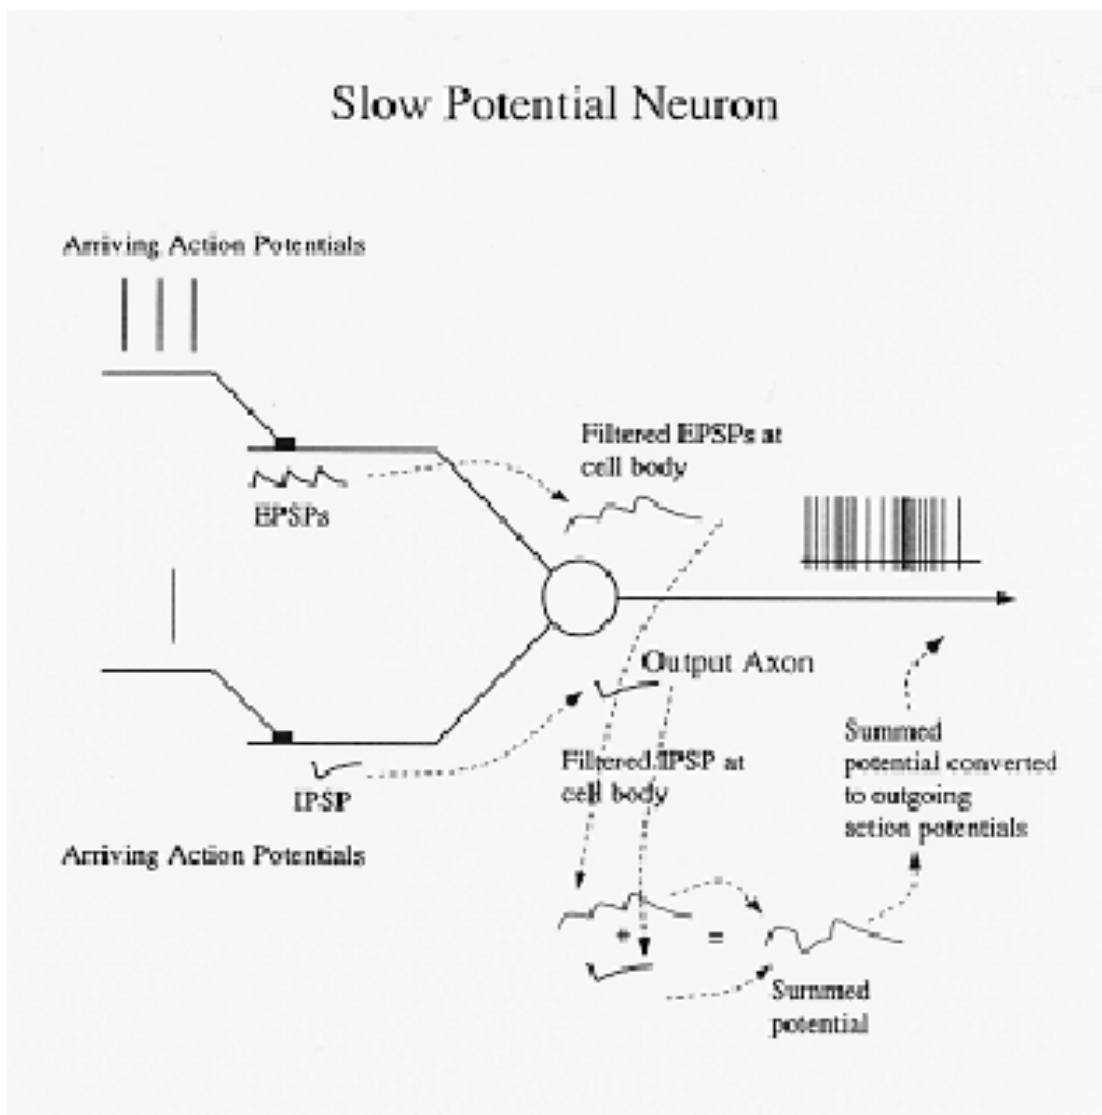 Slow Potential Neuron
Arriving Action Potentials
Filtered EPSPs at
cell body
EPSPs
Output Axon
Summed
potential converted
to outgoing
action potentials
Filtered IPSP at
cell body
IPSP
Arriving Action Potentials
+
=
Summed
potential